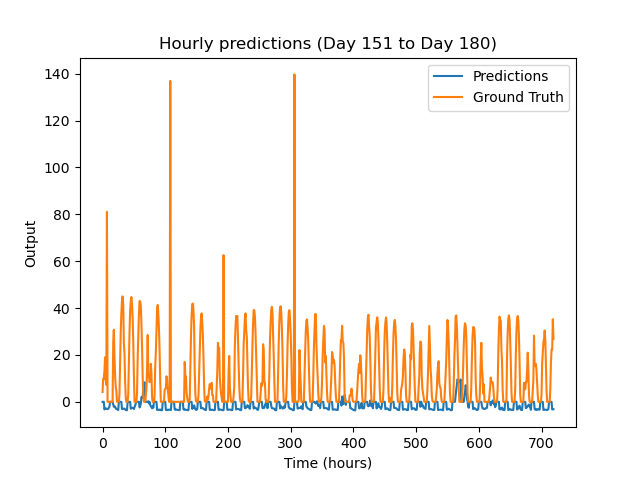 Hourly predictions (Day 151 to Day 180)
Predictions
Ground Truth
140
120
100
80
60
40
20
0
Output
0 100 200 300 400 500 600 700
Time (hours)